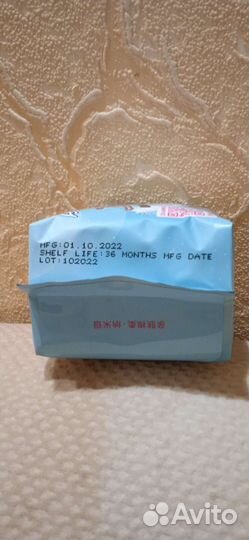 MFG:01.10.2022
SHELF LIFE:36 MONTHS MFG DATE
LOT:102022
Avito